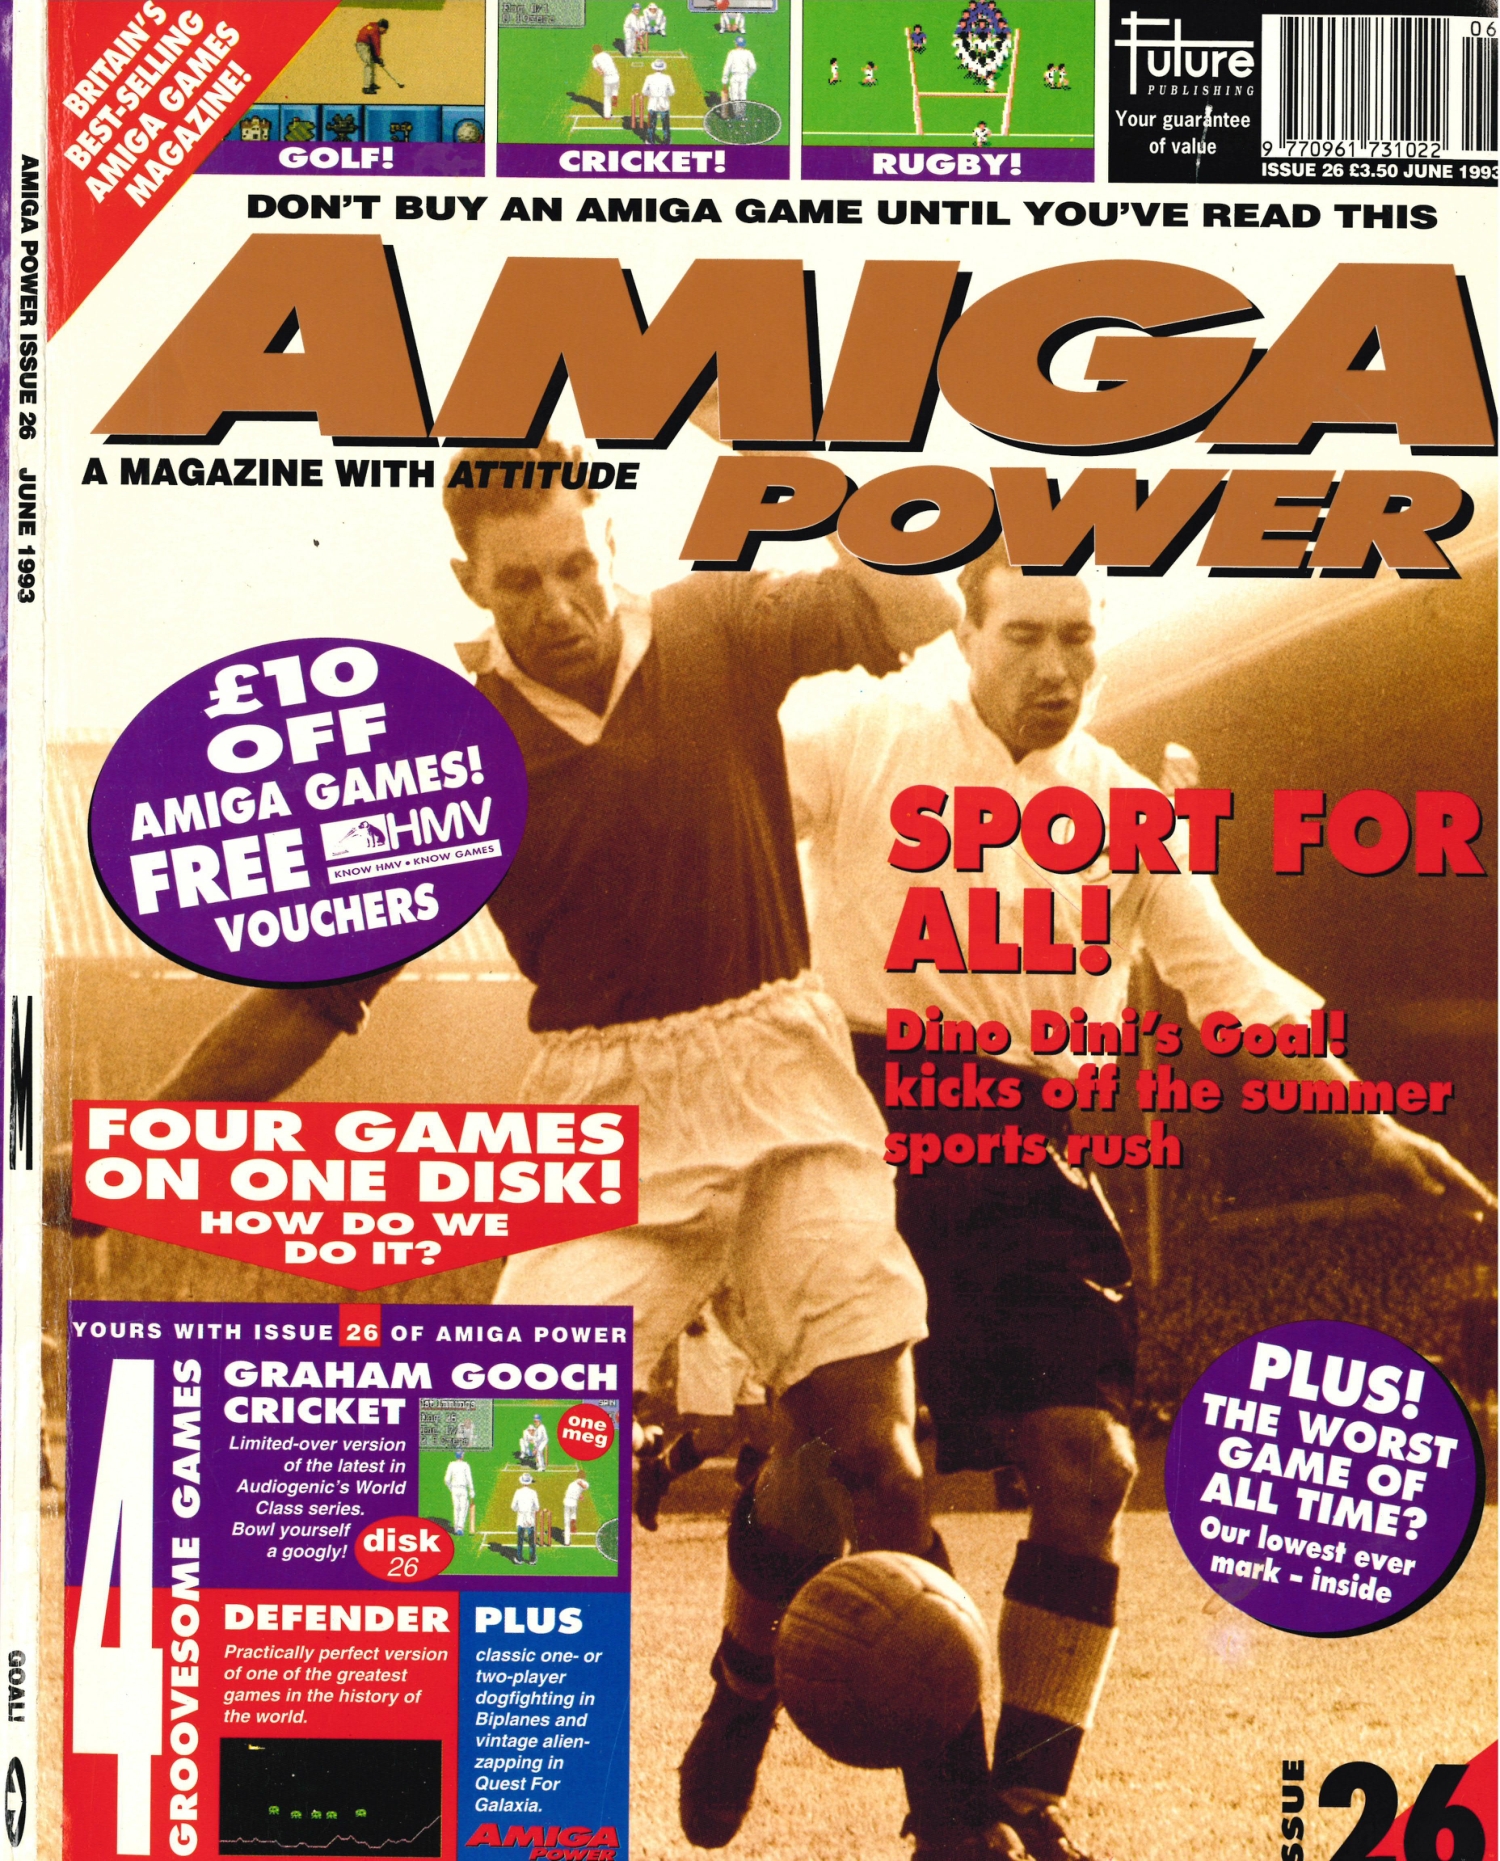 BRITAIN'S
BEST-SELLING
AMIGA GAMES
MAGAZINE!
GOLF!
CRICKET!
RUGBY!
Future
PUBLISHING
Your guarantee
of value
06
9 770961 731022
ISSUE 26 £3.50 JUNE 1993
DON'T BUY AN AMIGA GAME UNTIL YOU'VE READ THIS
AMIGA
POWER
A MAGAZINE WITH ATTITUDE
AMIGA POWER ISSUE 26 JUNE 1993
GOAL!
£10
OFF
AMIGA GAMES!
FREE HMV
KNOW HMV • KNOW GAMES
VOUCHERS
SPORT FOR
ALL!
Dino Dini's Goal!
kicks off the summer
sports rush
FOUR GAMES
ON ONE DISK!
HOW DO WE
DO IT?
YOURS WITH ISSUE 26 OF AMIGA POWER
4 GROOVESOME GAMES
GRAHAM GOOCH
CRICKET
Limited-over version
of the latest in
Audiogenic's World
Class series.
Bowl yourself
a googly!
1st Innings
one
meg
disk
26
DEFENDER
Practically perfect version
of one of the greatest
games in the history of
the world.
PLUS
classic one- or
two-player
dogfighting in
Biplanes and
vintage alien-
zapping in
Quest For
Galaxia.
AMIGA
POWER
PLUS!
THE WORST
GAME OF
ALL TIME?
Our lowest ever
mark – inside
ISSUE
26